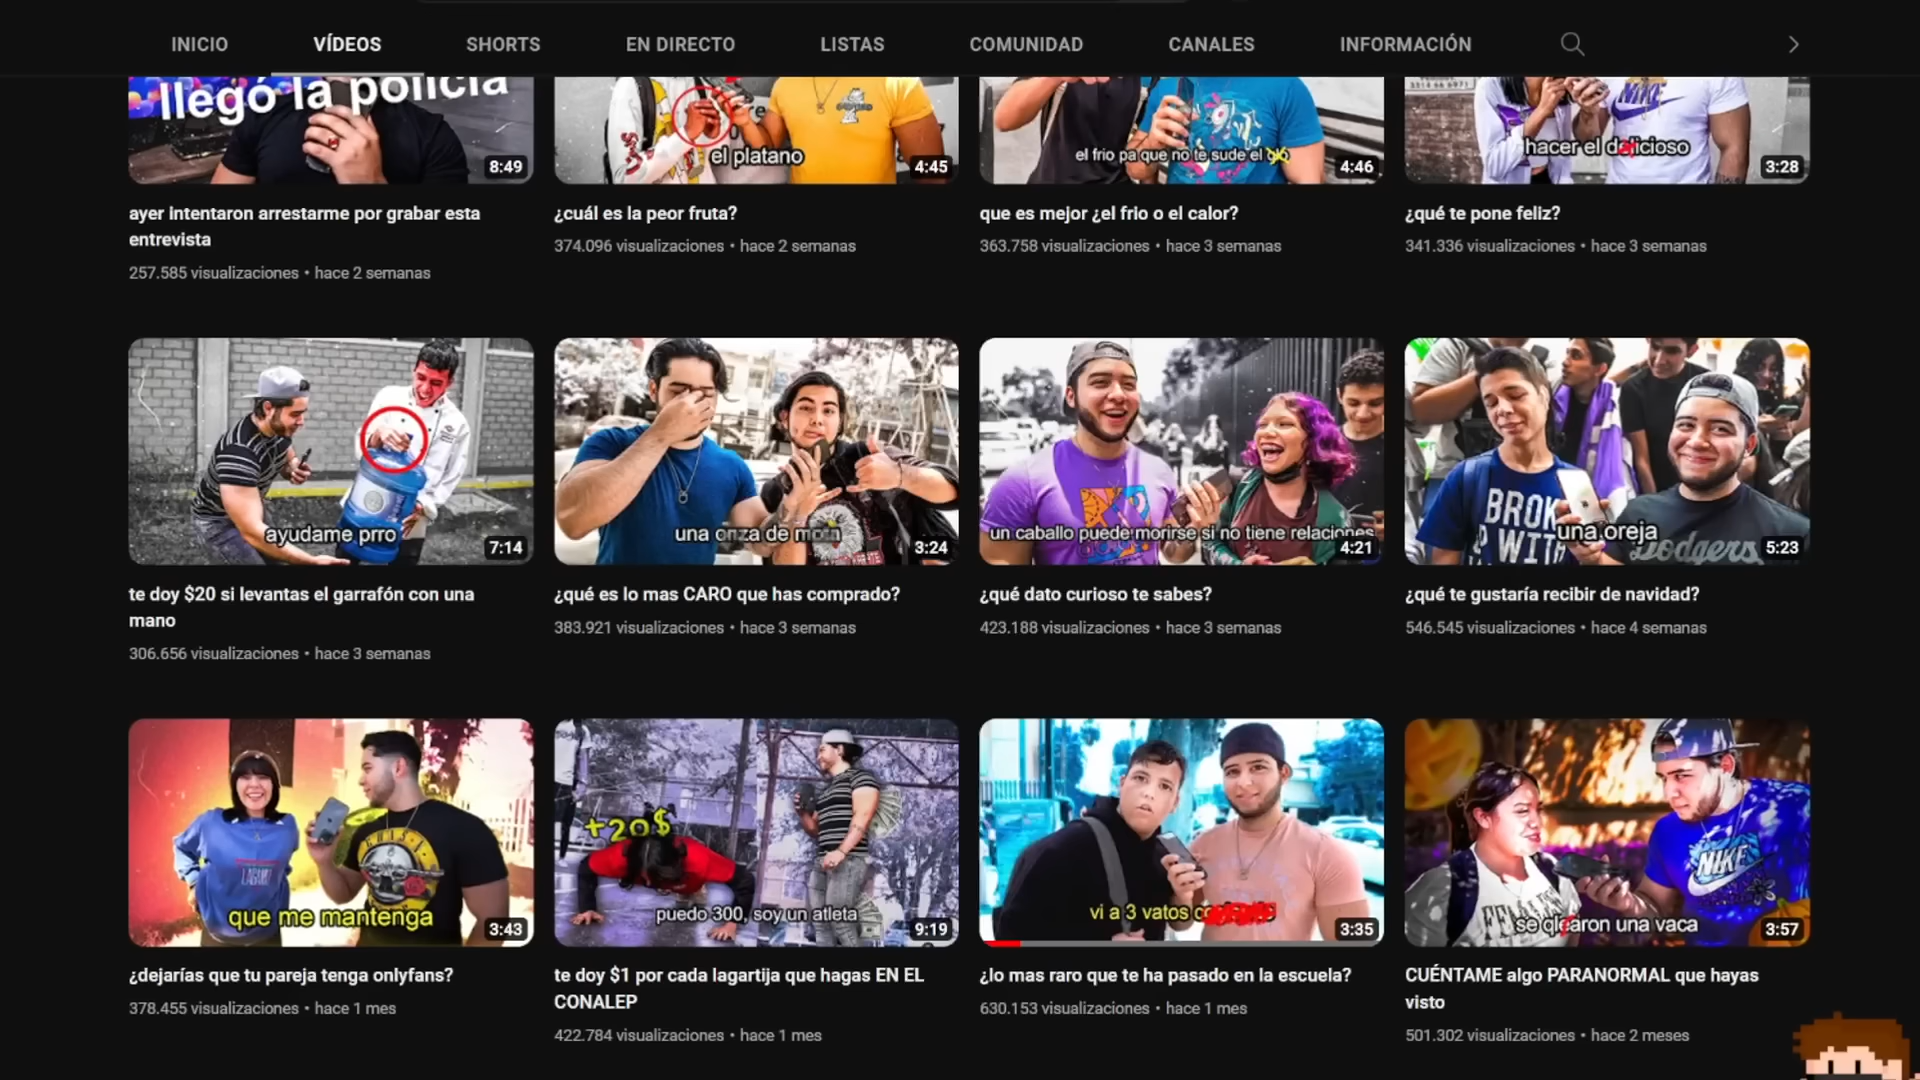 INICIO VÍDEOS SHORTS EN DIRECTO LISTAS COMUNIDAD CANALES INFORMACIÓN
llegó la policía
8:49
el platano
4:45
el frio pa que no te sude el
4:46
NIKE
hacer el delicioso
3:28
ayer intentaron arrestarme por grabar esta
entrevista
257.585 visualizaciones • hace 2 semanas
¿cuál es la peor fruta?
374.096 visualizaciones • hace 2 semanas
que es mejor ¿el frio o el calor?
363.758 visualizaciones • hace 3 semanas
¿qué te pone feliz?
341.336 visualizaciones • hace 3 semanas
ayudame prro
7:14
una onza de mota
3:24
un caballo puede morirse si no tiene relaciones
4:21
BROK
P WITH
una oreja
Dodgers
5:23
te doy $20 si levantas el garrafón con una
mano
306.656 visualizaciones • hace 3 semanas
¿qué es lo mas CARO que has comprado?
383.921 visualizaciones • hace 3 semanas
¿qué dato curioso te sabes?
423.188 visualizaciones • hace 3 semanas
¿qué te gustaría recibir de navidad?
546.545 visualizaciones • hace 4 semanas
que me mantenga
3:43
+20$
puedo 300, soy un atleta
9:19
vi a 3 vatos
3:35
NIKE
se qlearon una vaca
3:57
¿dejarías que tu pareja tenga onlyfans?
378.455 visualizaciones • hace 1 mes
te doy $1 por cada lagartija que hagas EN EL
CONALEP
422.784 visualizaciones • hace 1 mes
¿lo mas raro que te ha pasado en la escuela?
630.153 visualizaciones • hace 1 mes
CUÉNTAME algo PARANORMAL que hayas
visto
501.302 visualizaciones • hace 2 meses